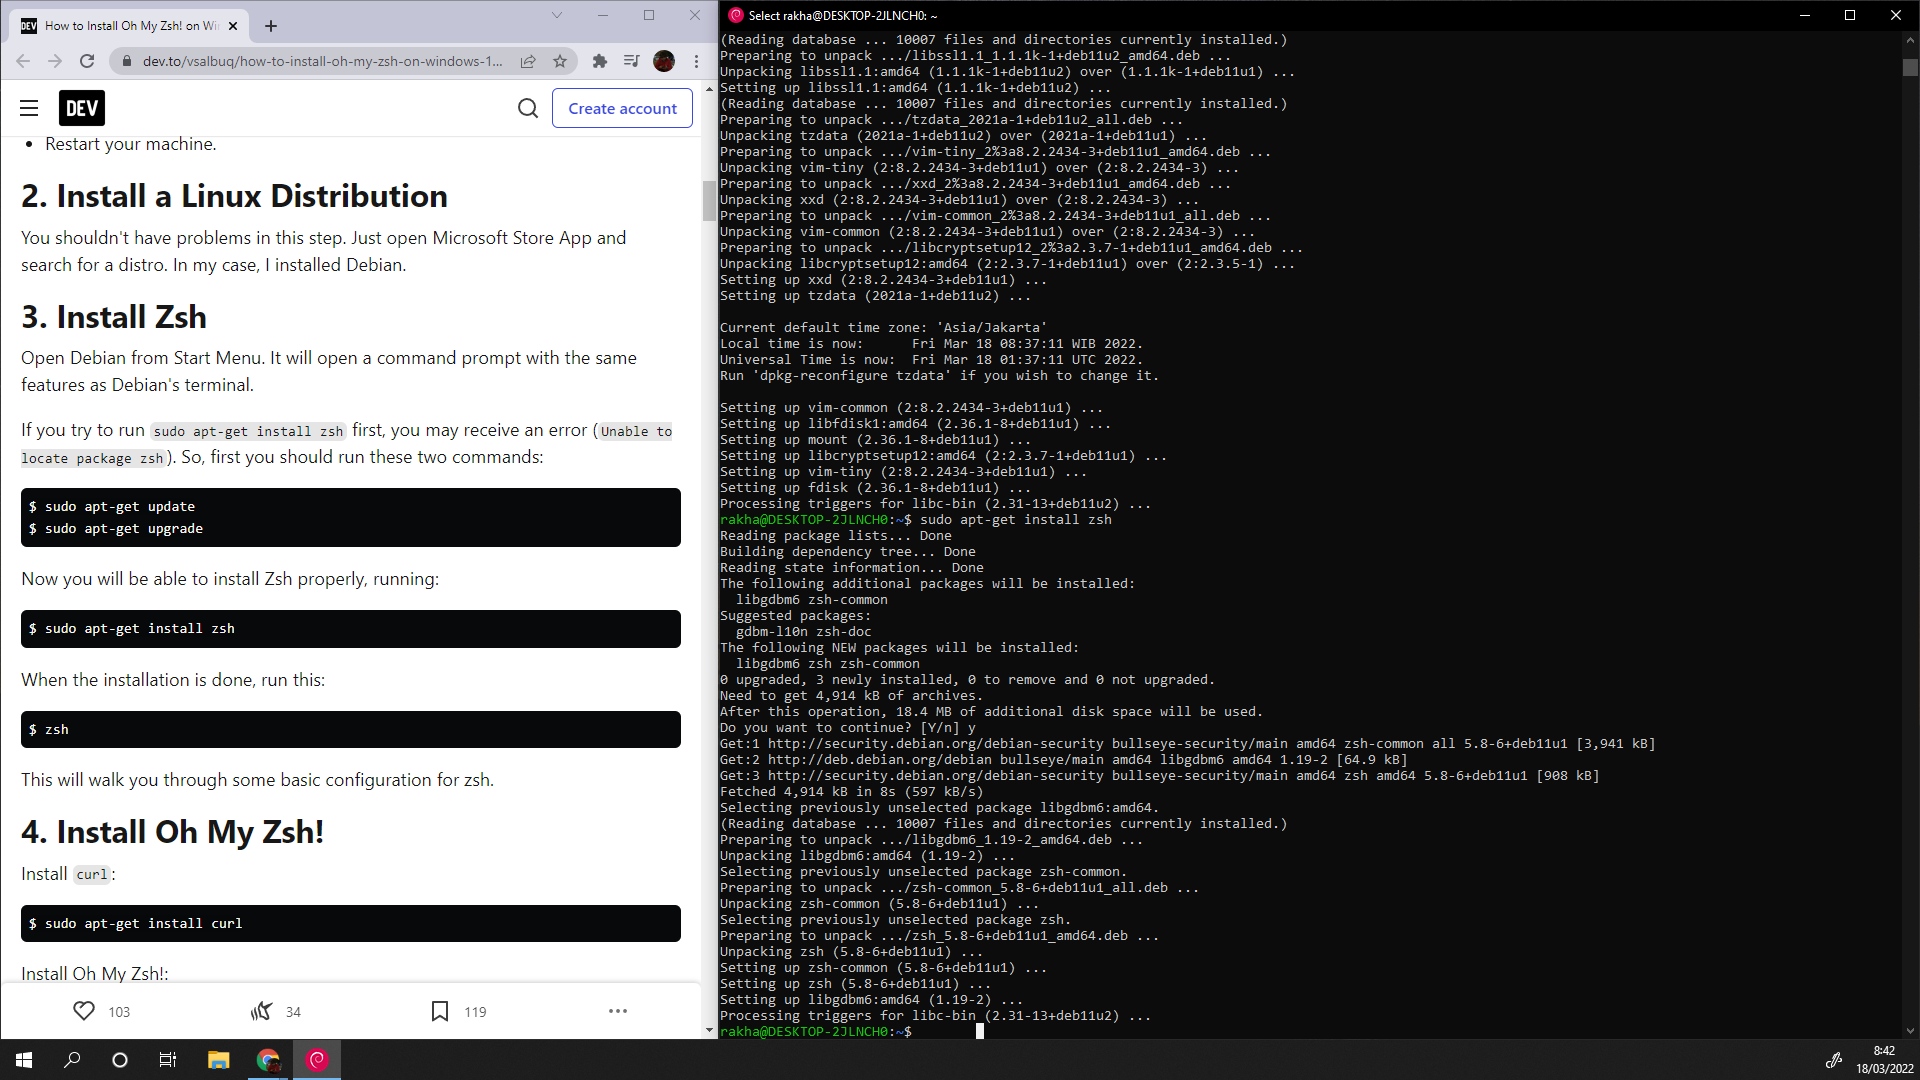 How to Install Oh My Zsh! on Wi
dev.to/vsalbuq/how-to-install-oh-my-zsh-on-windows-1...
DEV
Create account
Restart your machine.
2. Install a Linux Distribution
You shouldn't have problems in this step. Just open Microsoft Store App and
search for a distro. In my case, I installed Debian.
3. Install Zsh
Open Debian from Start Menu. It will open a command prompt with the same
features as Debian's terminal.
If you try to run sudo apt-get install zsh first, you may receive an error (Unable to
locate package zsh). So, first you should run these two commands:
$ sudo apt-get update
$ sudo apt-get upgrade
Now you will be able to install Zsh properly, running:
$ sudo apt-get install zsh
When the installation is done, run this:
$ zsh
This will walk you through some basic configuration for zsh.
4. Install Oh My Zsh!
Install curl:
$ sudo apt-get install curl
Install Oh My Zsh!:
103
34
119
Select rakha@DESKTOP-2JLNCH0: ~
(Reading database ... 10007 files and directories currently installed.)
Preparing to unpack .../libssl1.1_1.1.1k-1+deb11u2_amd64.deb ...
Unpacking libssl1.1:amd64 (1.1.1k-1+deb11u2) over (1.1.1k-1+deb11u1) ...
Setting up libssl1.1:amd64 (1.1.1k-1+deb11u2) ...
(Reading database ... 10007 files and directories currently installed.)
Preparing to unpack .../tzdata_2021a-1+deb11u2_all.deb ...
Unpacking tzdata (2021a-1+deb11u2) over (2021a-1+deb11u1) ...
Preparing to unpack .../vim-tiny_2%3a8.2.2434-3+deb11u1_amd64.deb ...
Unpacking vim-tiny (2:8.2.2434-3+deb11u1) over (2:8.2.2434-3) ...
Preparing to unpack .../xxd_2%3a8.2.2434-3+deb11u1_amd64.deb ...
Unpacking xxd (2:8.2.2434-3+deb11u1) over (2:8.2.2434-3) ...
Preparing to unpack .../vim-common_2%3a8.2.2434-3+deb11u1_all.deb ...
Unpacking vim-common (2:8.2.2434-3+deb11u1) over (2:8.2.2434-3) ...
Preparing to unpack .../libcryptsetup12_2%3a2.3.7-1+deb11u1_amd64.deb ...
Unpacking libcryptsetup12:amd64 (2:2.3.7-1+deb11u1) over (2:2.3.5-1) ...
Setting up xxd (2:8.2.2434-3+deb11u1) ...
Setting up tzdata (2021a-1+deb11u2) ...
Current default time zone: 'Asia/Jakarta'
Local time is now:      Fri Mar 18 08:37:11 WIB 2022.
Universal Time is now:  Fri Mar 18 01:37:11 UTC 2022.
Run 'dpkg-reconfigure tzdata' if you wish to change it.
Setting up vim-common (2:8.2.2434-3+deb11u1) ...
Setting up libfdisk1:amd64 (2.36.1-8+deb11u1) ...
Setting up mount (2.36.1-8+deb11u1) ...
Setting up libcryptsetup12:amd64 (2:2.3.7-1+deb11u1) ...
Setting up vim-tiny (2:8.2.2434-3+deb11u1) ...
Setting up fdisk (2.36.1-8+deb11u1) ...
Processing triggers for libc-bin (2.31-13+deb11u2) ...
rakha@DESKTOP-2JLNCH0:~$ sudo apt-get install zsh
Reading package lists... Done
Building dependency tree... Done
Reading state information... Done
The following additional packages will be installed:
  libgdbm6 zsh-common
Suggested packages:
  gdbm-l10n zsh-doc
The following NEW packages will be installed:
  libgdbm6 zsh zsh-common
0 upgraded, 3 newly installed, 0 to remove and 0 not upgraded.
Need to get 4,914 kB of archives.
After this operation, 18.4 MB of additional disk space will be used.
Do you want to continue? [Y/n] y
Get:1 http://security.debian.org/debian-security bullseye-security/main amd64 zsh-common all 5.8-6+deb11u1 [3,941 kB]
Get:2 http://deb.debian.org/debian bullseye/main amd64 libgdbm6 amd64 1.19-2 [64.9 kB]
Get:3 http://security.debian.org/debian-security bullseye-security/main amd64 zsh amd64 5.8-6+deb11u1 [908 kB]
Fetched 4,914 kB in 8s (597 kB/s)
Selecting previously unselected package libgdbm6:amd64.
(Reading database ... 10007 files and directories currently installed.)
Preparing to unpack .../libgdbm6_1.19-2_amd64.deb ...
Unpacking libgdbm6:amd64 (1.19-2) ...
Selecting previously unselected package zsh-common.
Preparing to unpack .../zsh-common_5.8-6+deb11u1_all.deb ...
Unpacking zsh-common (5.8-6+deb11u1) ...
Selecting previously unselected package zsh.
Preparing to unpack .../zsh_5.8-6+deb11u1_amd64.deb ...
Unpacking zsh (5.8-6+deb11u1) ...
Setting up zsh-common (5.8-6+deb11u1) ...
Setting up zsh (5.8-6+deb11u1) ...
Setting up libgdbm6:amd64 (1.19-2) ...
Processing triggers for libc-bin (2.31-13+deb11u2) ...
rakha@DESKTOP-2JLNCH0:~$
8:42
18/03/2022